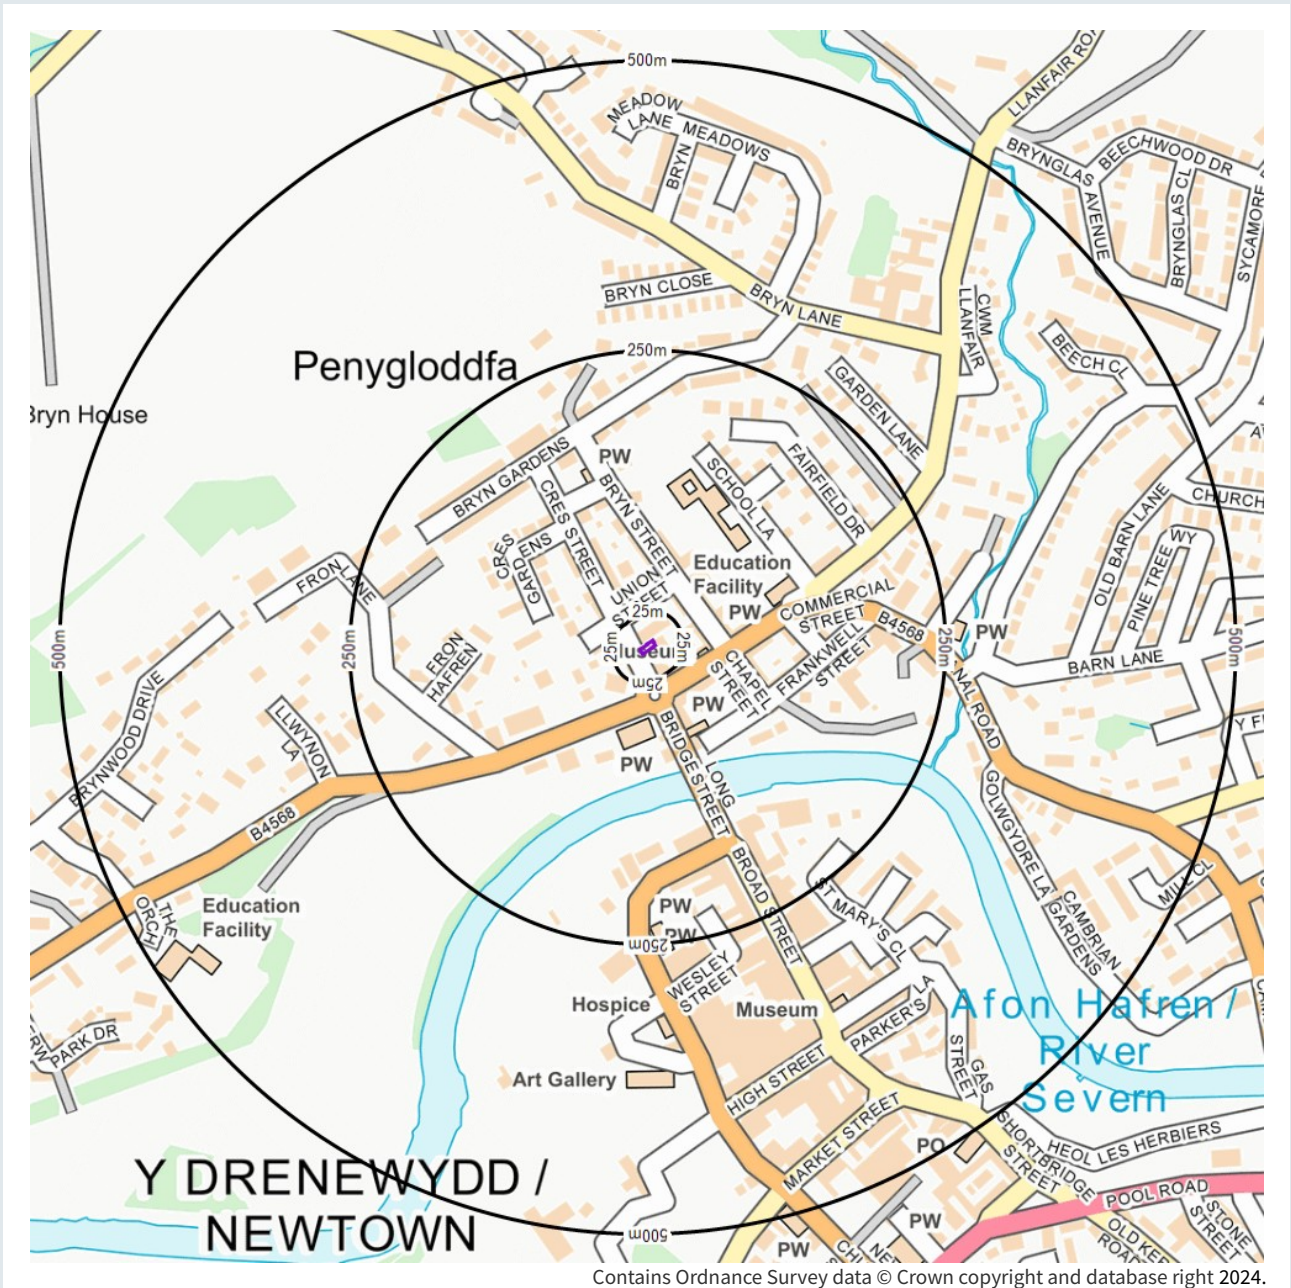 500m
LLANFAIR ROA
MEADOW
LANE
MEADOWS
BRYN
BRYNGLAS
AVENUE
BEECHWOOD DR
BRYNGLAS CL
SYCAMORE
BRYN CLOSE
BRYN LANE
CWM
LLANFAIR
BEECH CL
250m
Penygloddfa
Bryn House
GARDEN LANE
FAIRFIELD DR
SCHOOL LA
PW
BRYN GARDENS
BRYN STREET
CRES STREET
CRES
GARDENS
UNION
STREET
Education
Facility
PW
COMMERCIAL
STREET
B4568
OLD BARN LANE
PINE TREE
WY
CHURCH
FRON LANE
FRON
HAFREN
25m
25m
25m
25m
CHAPEL
STREET
FRANKWELL
STREET
PW
BARN LANE
500m
250m
250m
500m
NAL ROAD
Y F
BRYNWOOD DRIVE
LLWYNON
LA
B4568
PW
PW
BRIDGE STREET
LONG
BROAD STREET
GOLWGYDRE LA
CAMBRIAN
GARDENS
MILL CL
THE
ORCH
Education
Facility
ST MARY'S CL
PW
PW
250m
WESLEY
STREET
Hospice
Museum
PARKER'S LA
Afon Hafren /
River
Severn
PARK DR
Art Gallery
HIGH STREET
GAS
STREET
MARKET STREET
PO
SHORTBRIDGE
STREET
HEOL LES HERBIERS
POOL ROAD
Y DRENEWYDD /
NEWTOWN
500m
PW
PW
OLD KER
ROAD
STONE
STREET
Contains Ordnance Survey data © Crown copyright and database right 2024.